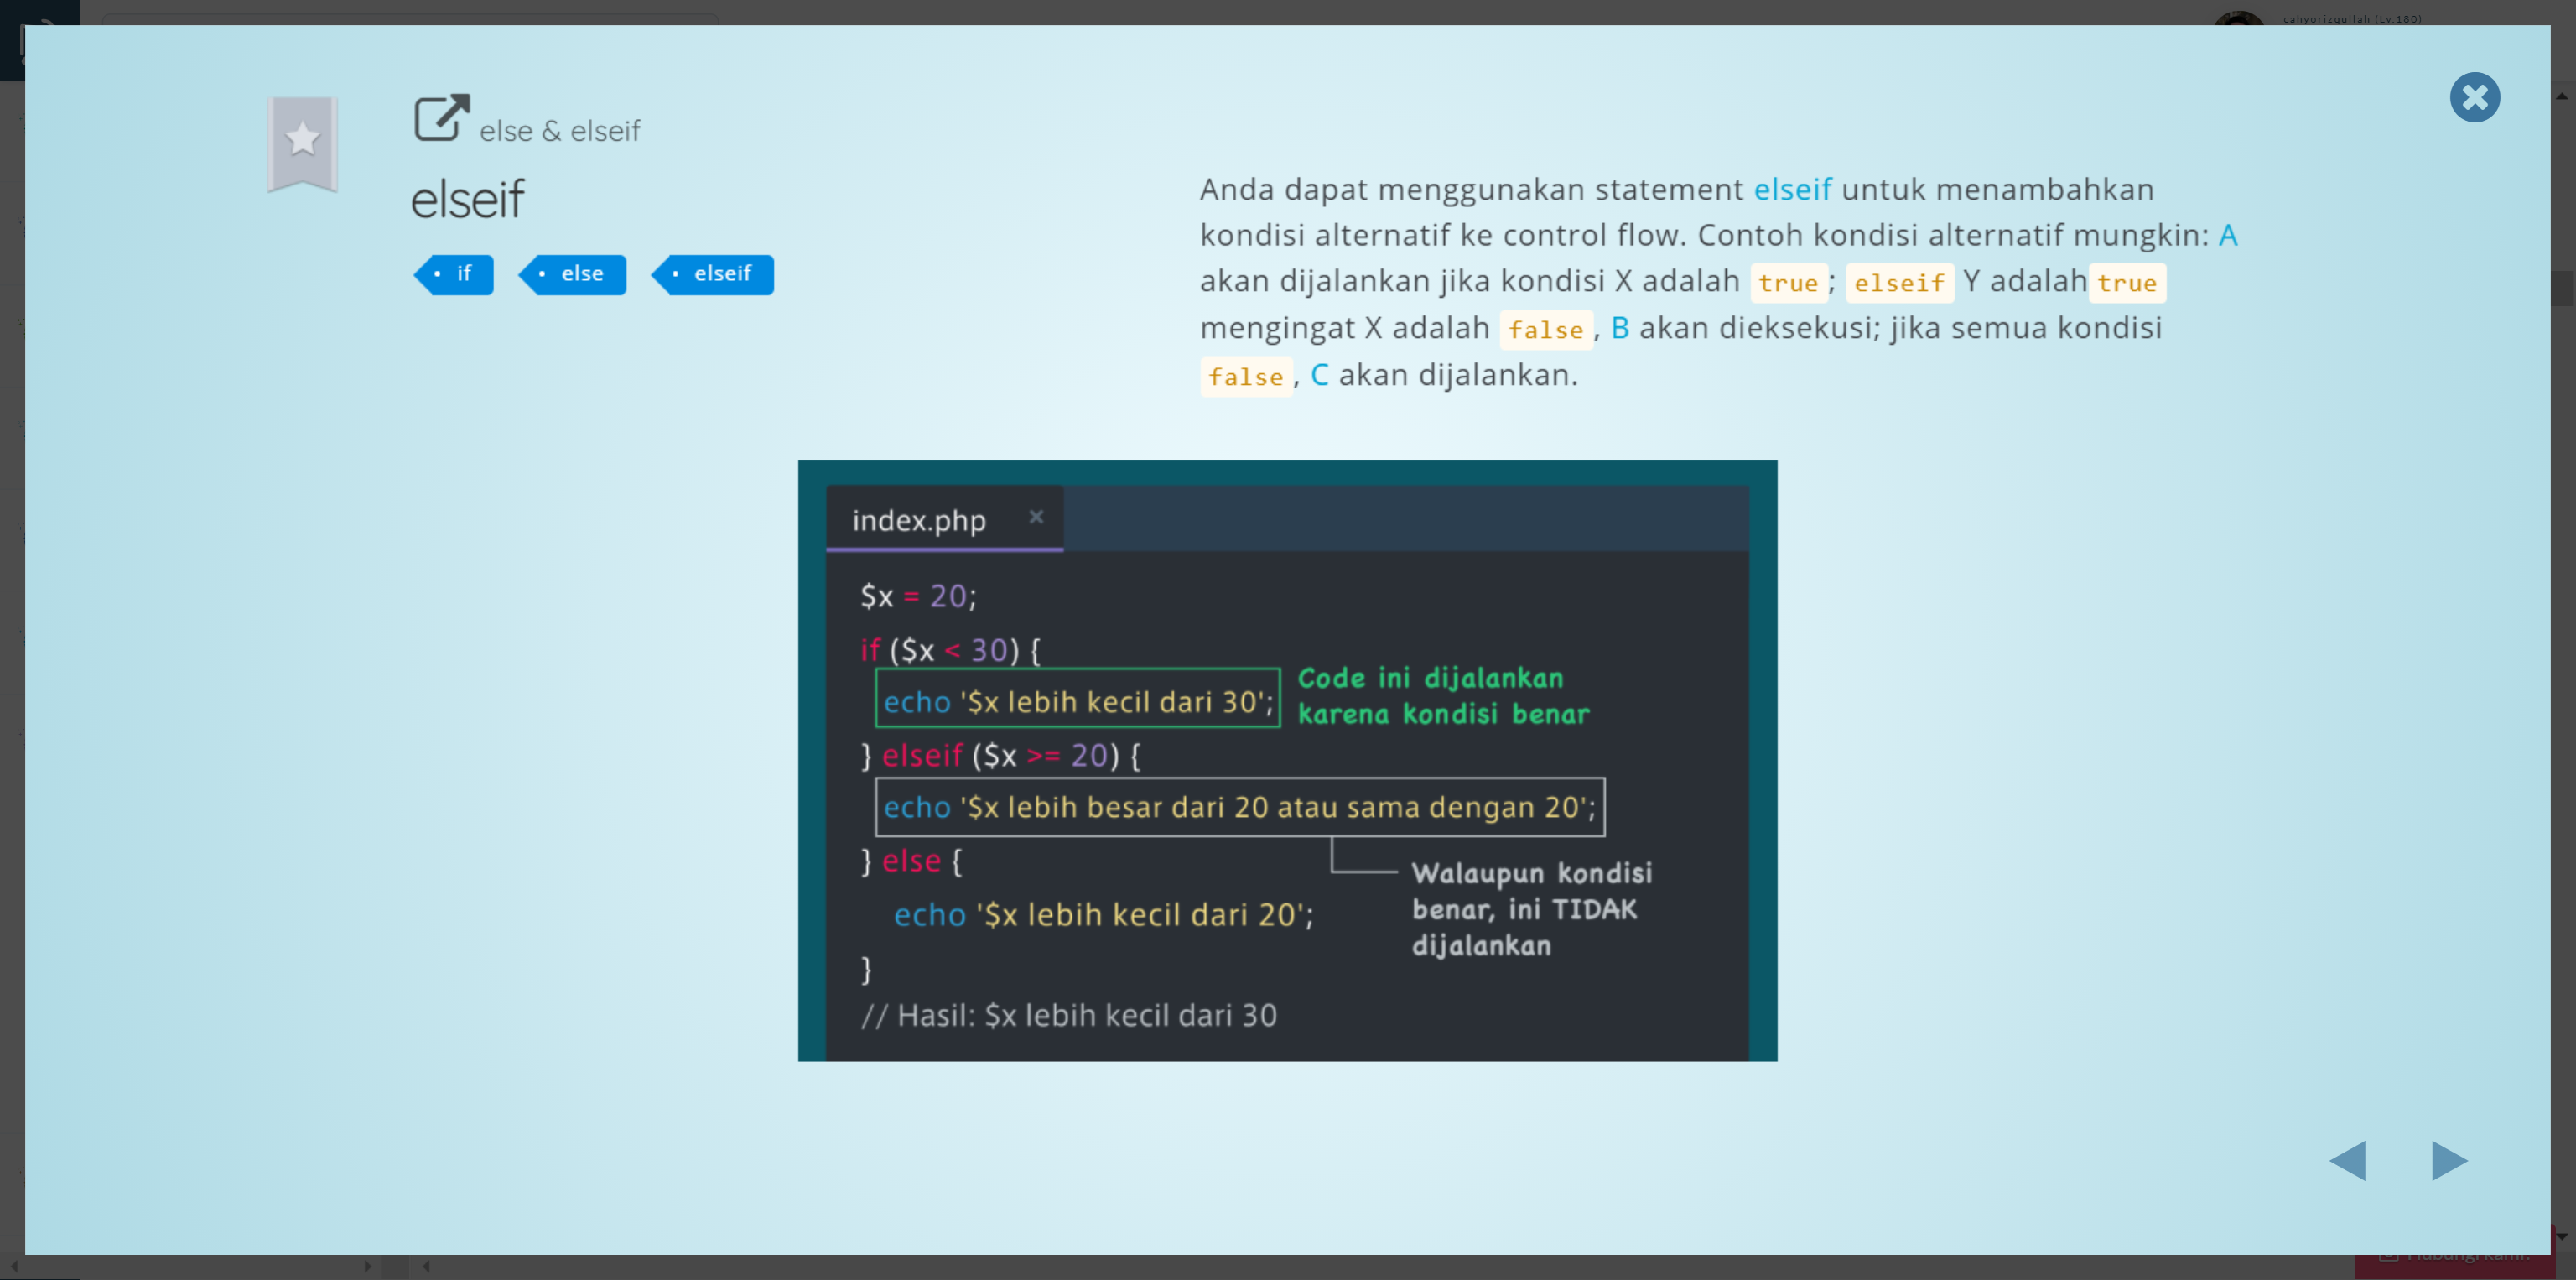 cahyorizqullah (Lv.180)
else & elseif
elseif
if
else
elseif
Anda dapat menggunakan statement elseif untuk menambahkan
kondisi alternatif ke control flow. Contoh kondisi alternatif mungkin: A
akan dijalankan jika kondisi X adalah true; elseif Y adalah true
mengingat X adalah false, B akan dieksekusi; jika semua kondisi
false, C akan dijalankan.
index.php
$x = 20;
if ($x < 30) {
echo '$x lebih kecil dari 30';
Code ini dijalankan
karena kondisi benar
} elseif ($x >= 20) {
echo '$x lebih besar dari 20 atau sama dengan 20';
} else {
echo '$x lebih kecil dari 20';
Walaupun kondisi
benar, ini TIDAK
dijalankan
}
// Hasil: $x lebih kecil dari 30